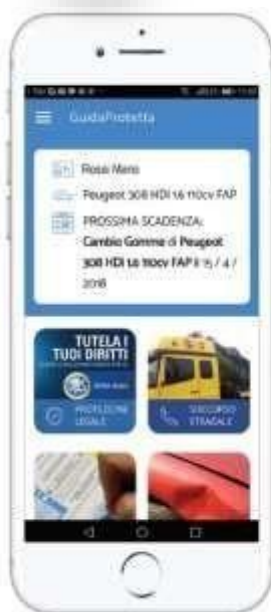 GuidaProtetta
Rossi Mario
Peugeot 308 HDI 1.6 110cv FAP
PROSSIMA SCADENZA:
Cambio Gomme di Peugeot
308 HDI 1.6 110cv FAP il 15 / 4 /
2018
TUTELA I
TUOI DIRITTI
PROTEZIONE
LEGALE
SOCCORSO
STRADALE